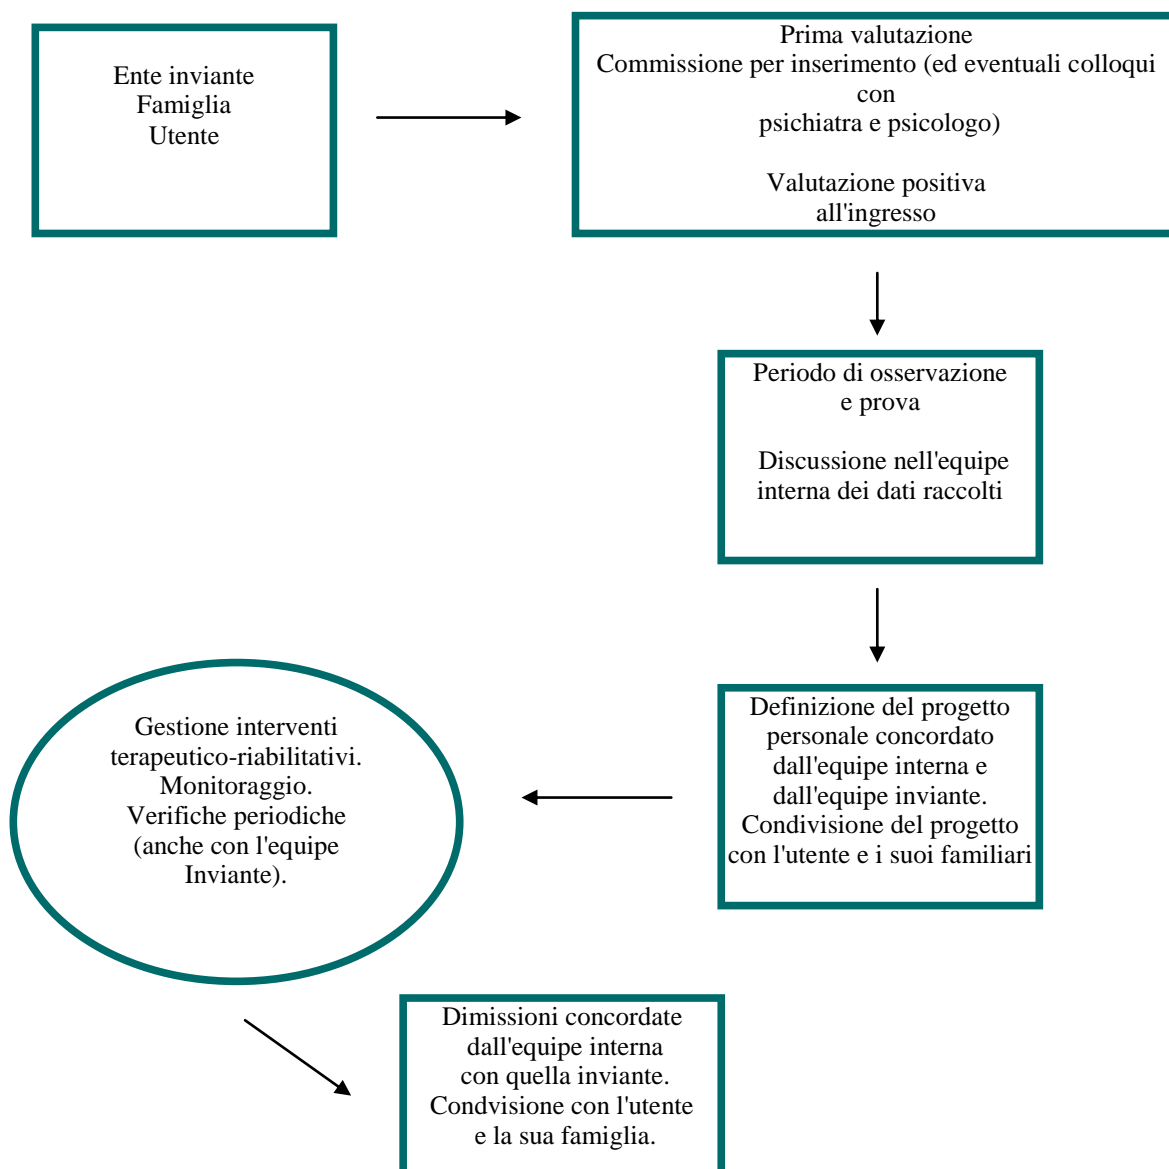 Ente inviante
Famiglia
Utente
Prima valutazione
Commissione per inserimento (ed eventuali colloqui
con
psichiatra e psicologo)
Valutazione positiva
all'ingresso
Periodo di osservazione
e prova
Discussione nell'equipe
interna dei dati raccolti
Definizione del progetto
personale concordato
dall'equipe interna e
dall'equipe inviante.
Condivisione del progetto
con l'utente e i suoi familiari
Gestione interventi
terapeutico-riabilitativi.
Monitoraggio.
Verifiche periodiche
(anche con l'equipe
Inviante).
Dimissioni concordate
dall'equipe interna
con quella inviante.
Condvisione con l'utente
e la sua famiglia.